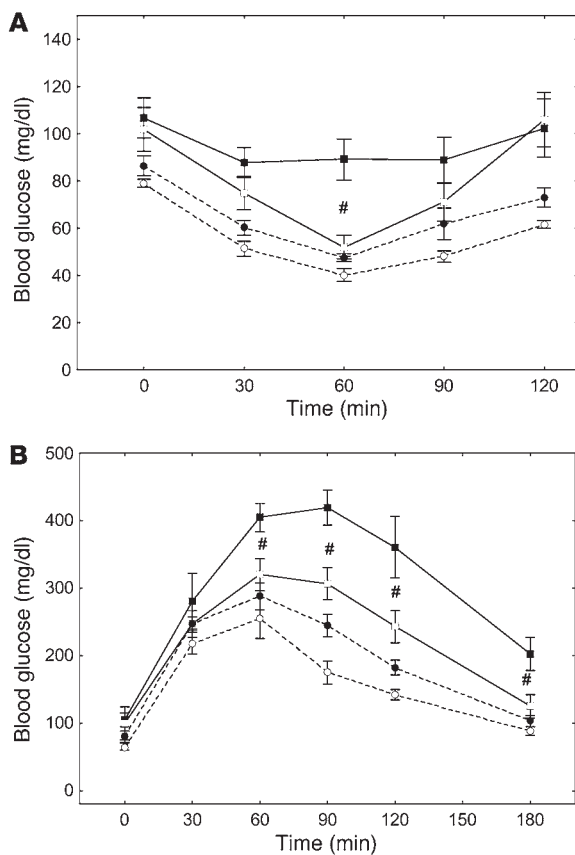 A
140
120
100
80
60
40
20
0
Blood glucose (mg/dl)
#
0 30 60 90 120
Time (min)
B
500
400
300
200
100
0
Blood glucose (mg/dl)
# # # #
0 30 60 90 120 150 180
Time (min)